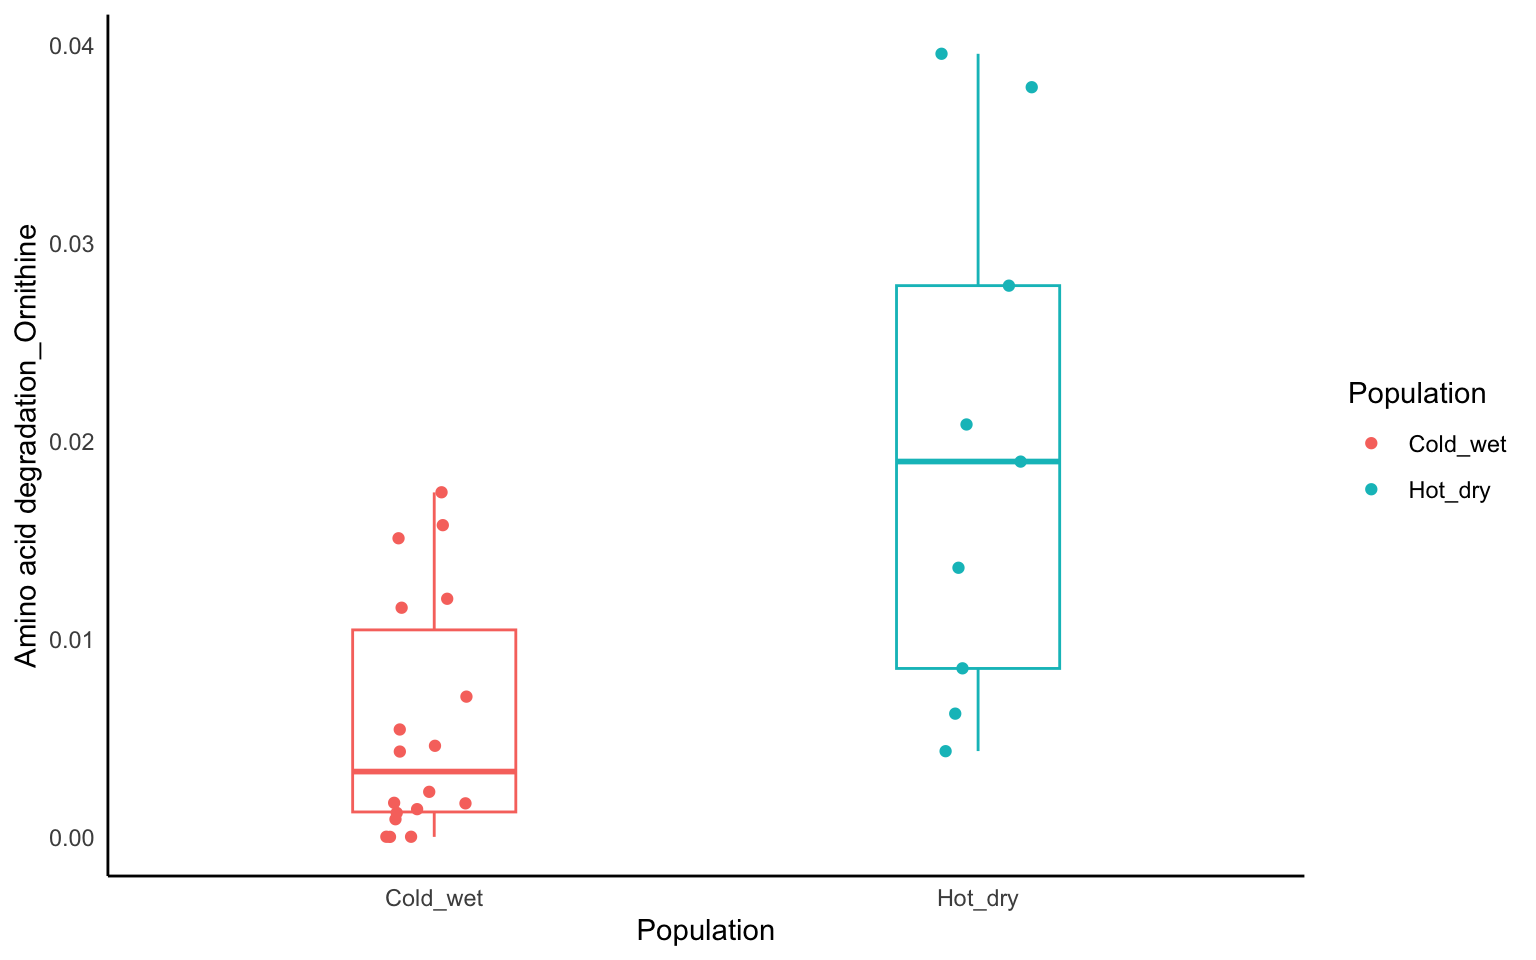 Amino acid degradation_Ornithine
0.04
0.03
0.02
0.01
0.00
Cold_wet
Hot_dry
Population
Population
Cold_wet
Hot_dry